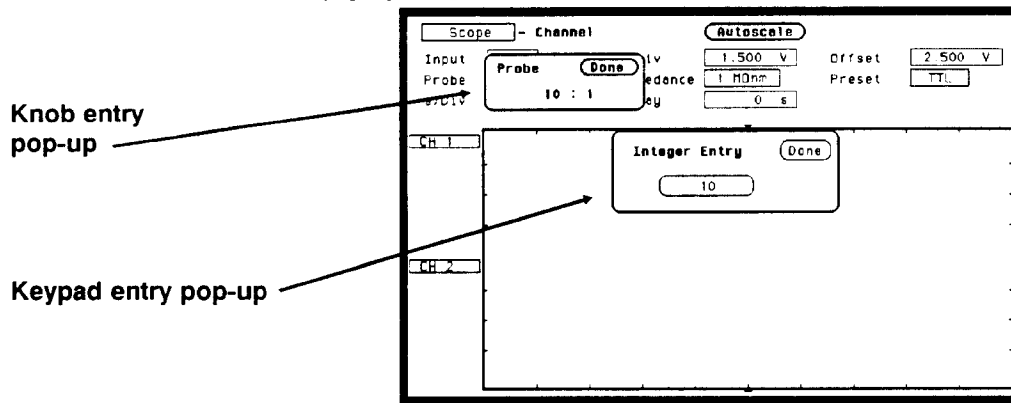 Scope - Channel Autoscale
Input iv 1.500 V Offset 2.500 V
Probe Done
Probe edance 1 MOhm Preset TTL
10 : 1
s/Div ay 0 s
Knob entry
pop-up
CH 1
Integer Entry Done
10
CH 2
Keypad entry pop-up